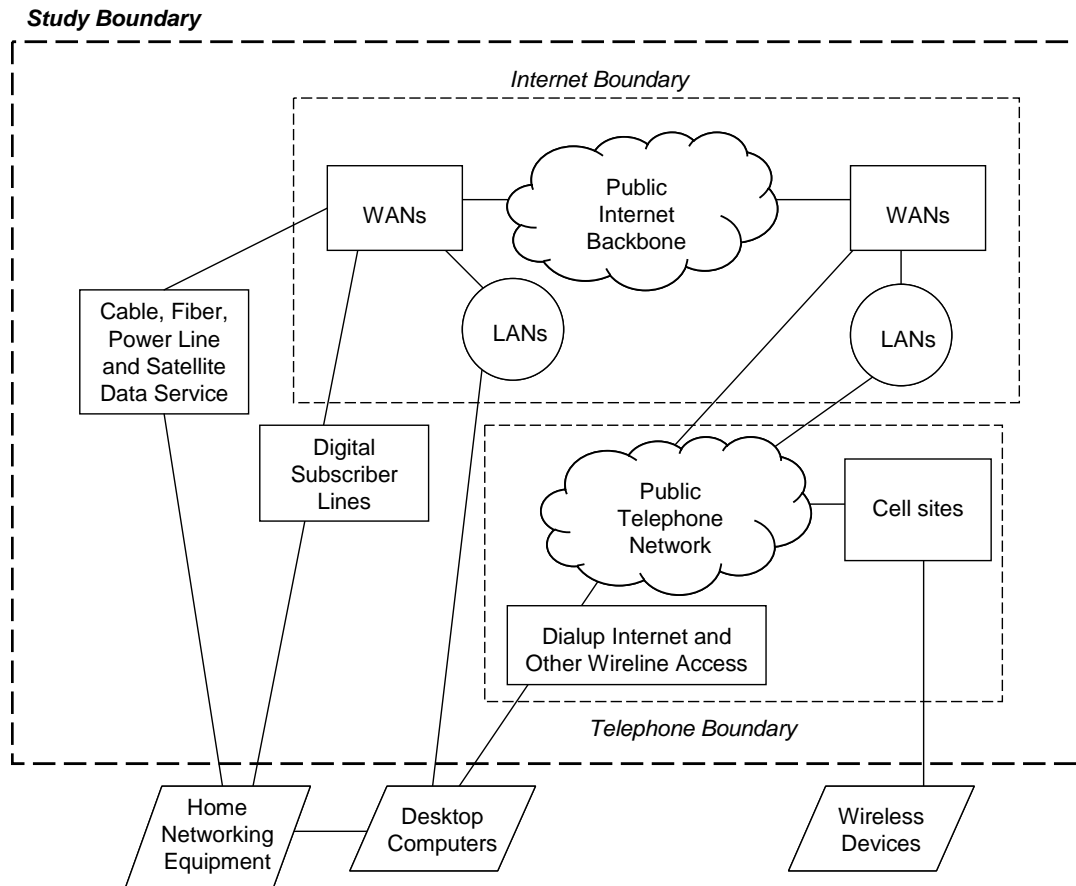 Study Boundary
Internet Boundary
WANs
Public
Internet
Backbone
WANs
Cable, Fiber,
Power Line
and Satellite
Data Service
LANs
LANs
Digital
Subscriber
Lines
Public
Telephone
Network
Cell sites
Dialup Internet and
Other Wireline Access
Telephone Boundary
Home
Networking
Equipment
Desktop
Computers
Wireless
Devices